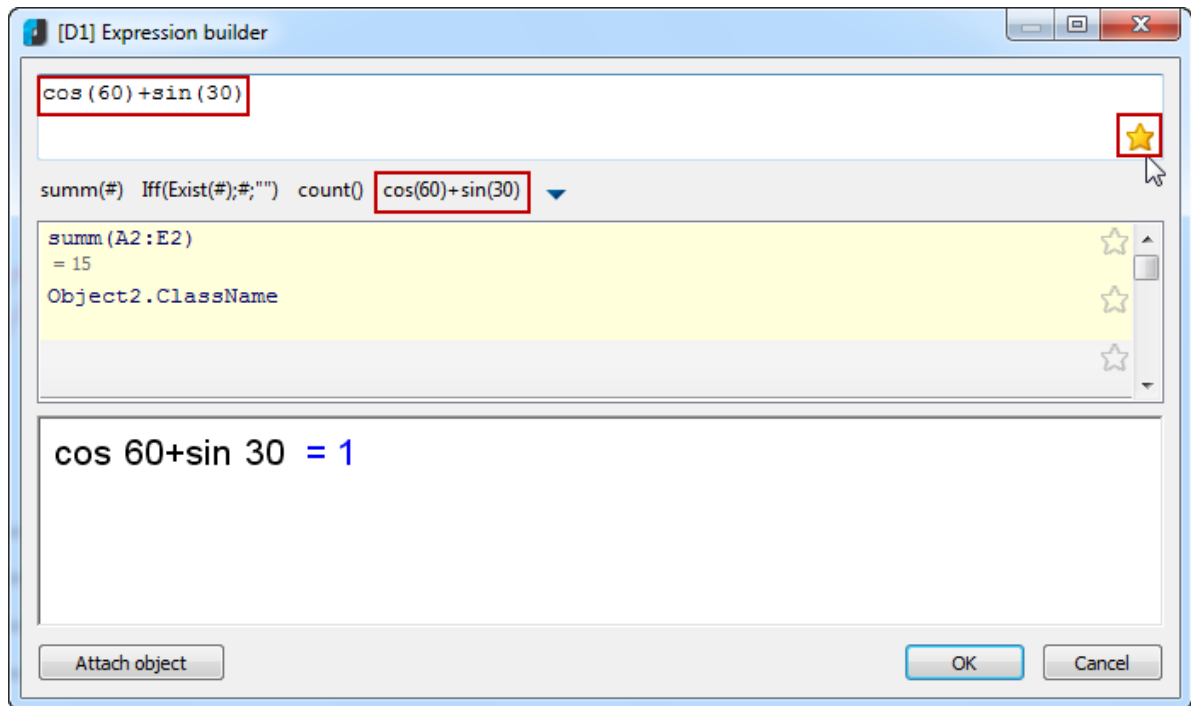 [D1] Expression builder
cos(60)+sin(30)
summ(#) Iff(Exist(#);#;"") count() cos(60)+sin(30)
summ(A2:E2)
= 15
Object2.ClassName
cos 60+sin 30 = 1
Attach object OK Cancel